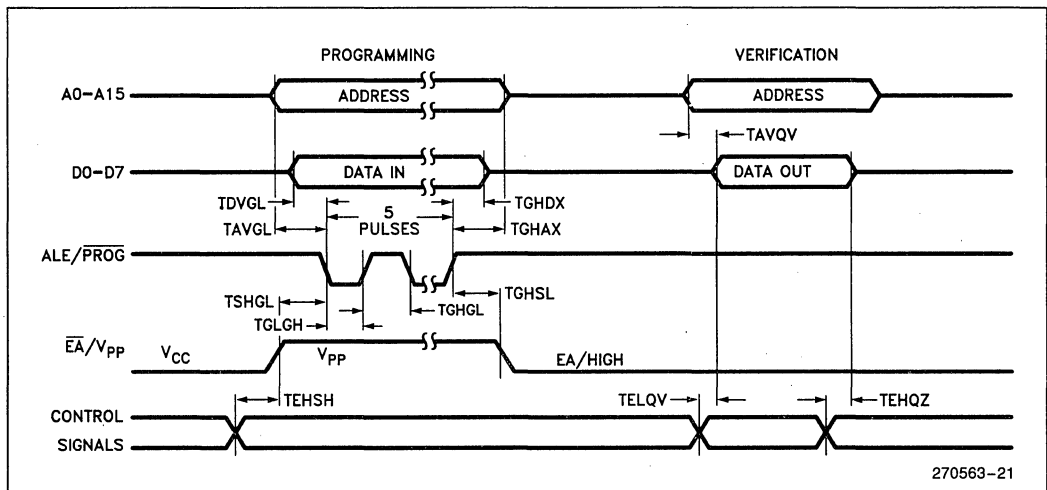 PROGRAMMING
VERIFICATION
A0–A15
ADDRESS
ADDRESS
TAVQV
D0–D7
DATA IN
DATA OUT
TDVGL
TGHDX
5
PULSES
TAVGL
TGHAX
ALE/PROG
TSHGL
TGHSL
TGHGL
TGLGH
EA/VPP
VCC
VPP
EA/HIGH
TEHSH
TELQV
TEHQZ
CONTROL
SIGNALS
270563–21